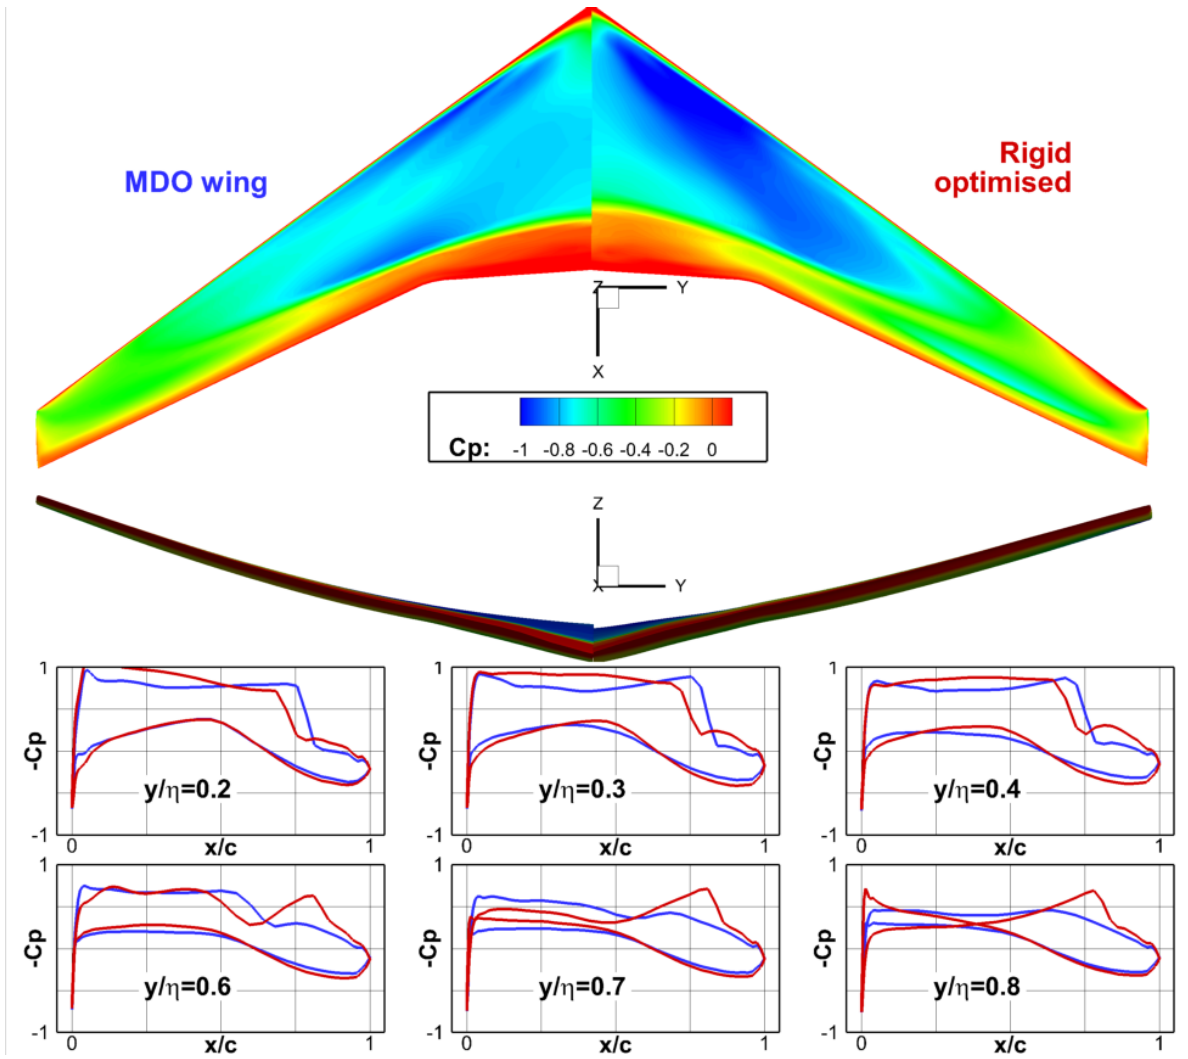 MDO wing
Rigid
optimised
Z Y
X
Cp: -1 -0.8 -0.6 -0.4 -0.2 0
Z
X Y
1 1 1
-Cp -Cp -Cp
y/η=0.2 y/η=0.3 y/η=0.4
-1 -1 -1
0 x/c 1 0 x/c 1 0 x/c 1
1 1 1
-Cp -Cp -Cp
y/η=0.6 y/η=0.7 y/η=0.8
-1 -1 -1
0 x/c 1 0 x/c 1 0 x/c 1